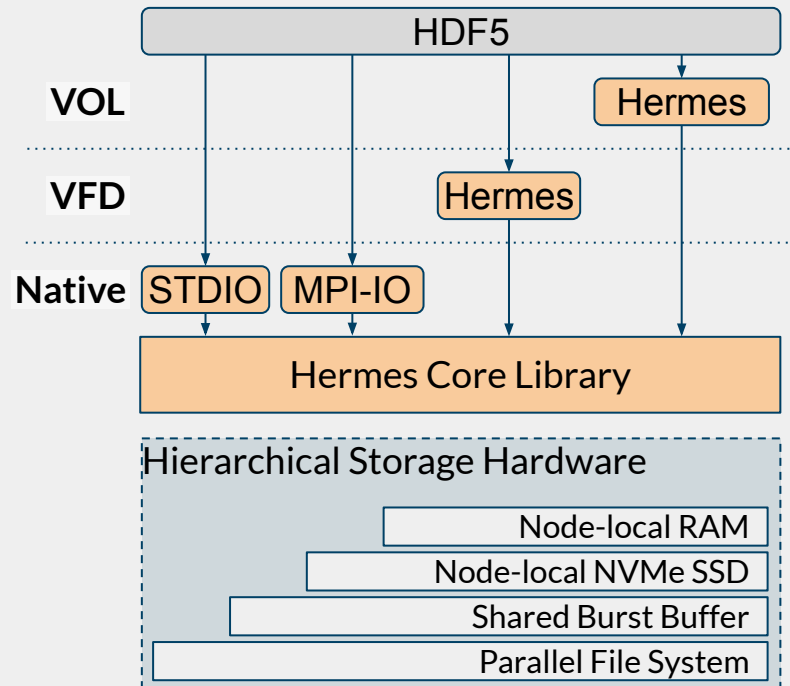 HDF5
VOL
Hermes
VFD
Hermes
Native
STDIO
MPI-IO
Hermes Core Library
Hierarchical Storage Hardware
Node-local RAM
Node-local NVMe SSD
Shared Burst Buffer
Parallel File System